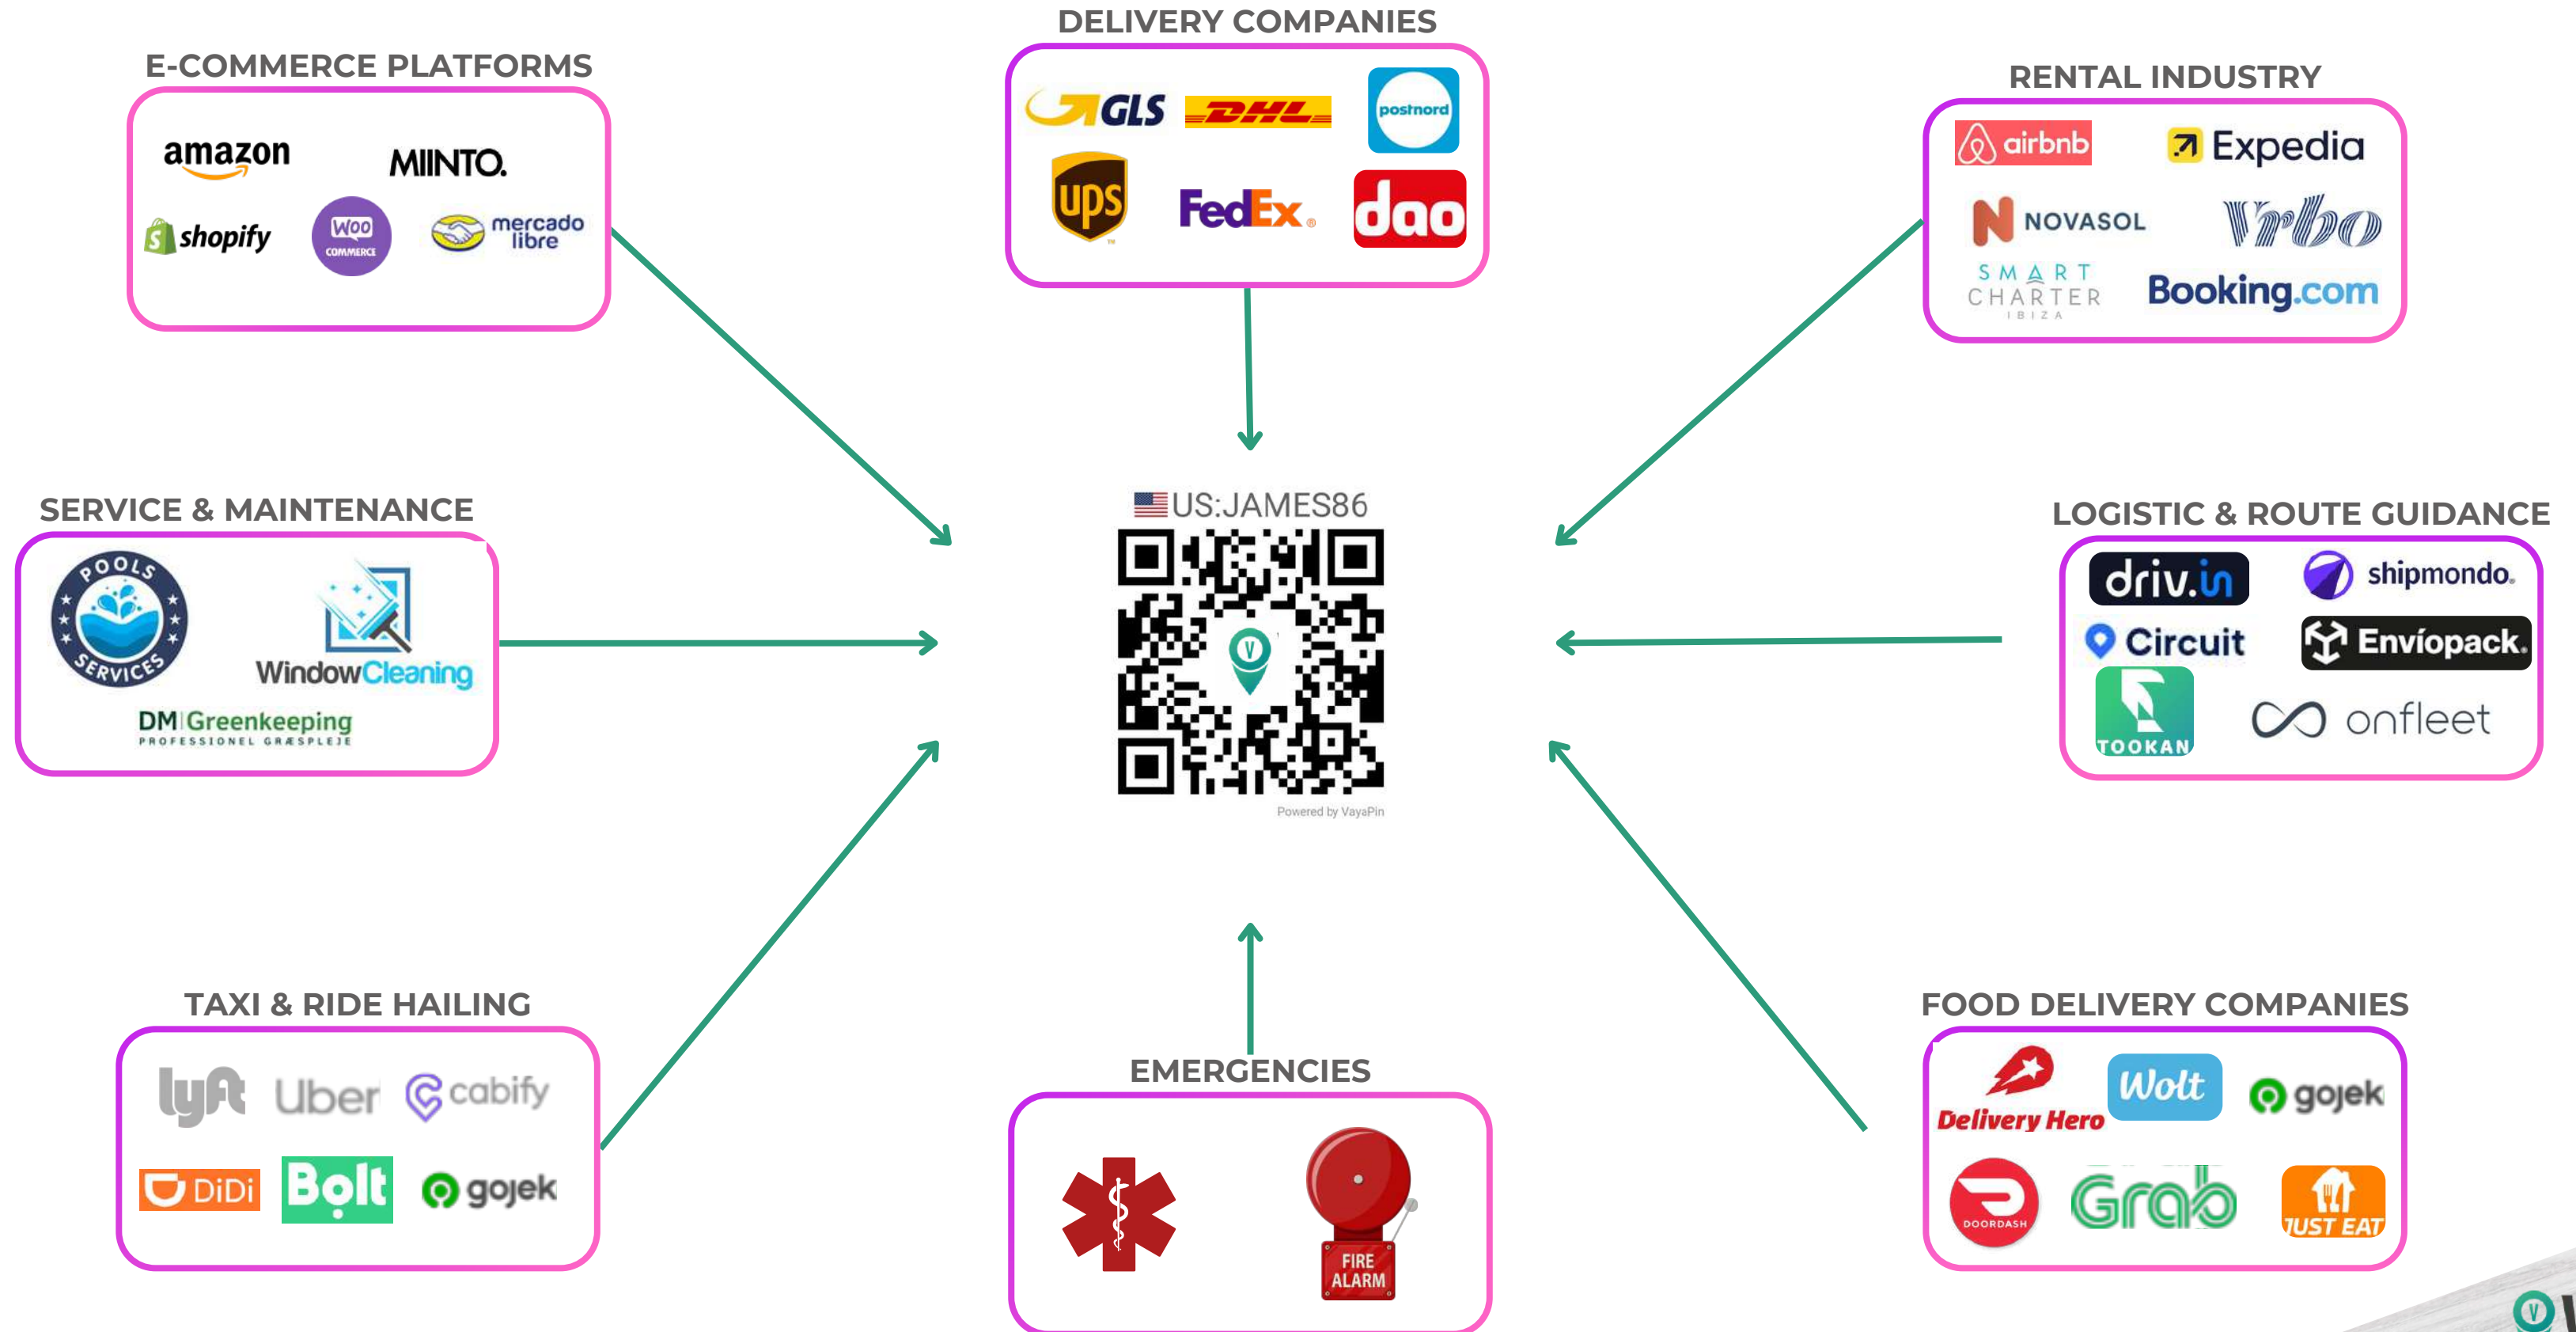 DELIVERY COMPANIES
GLS DHL postnord
ups FedEx® dao
E-COMMERCE PLATFORMS
amazon MIINTO.
shopify WOO COMMERCE mercado libre
RENTAL INDUSTRY
airbnb Expedia
NOVASOL Vrbo
SMART CHARTER IBIZA Booking.com
SERVICE & MAINTENANCE
POOLS SERVICES
WindowCleaning
DM|Greenkeeping
PROFESSIONEL GRÆSPLEJE
US:JAMES86
V
Powered by VayaPin
LOGISTIC & ROUTE GUIDANCE
driv.in shipmondo.
Circuit Envíopack.
TOOKAN onfleet
TAXI & RIDE HAILING
lyft Uber cabify
DiDi Bolt gojek
EMERGENCIES
FIRE
ALARM
FOOD DELIVERY COMPANIES
Delivery Hero Wolt gojek
DOORDASH Grab JUST EAT
V